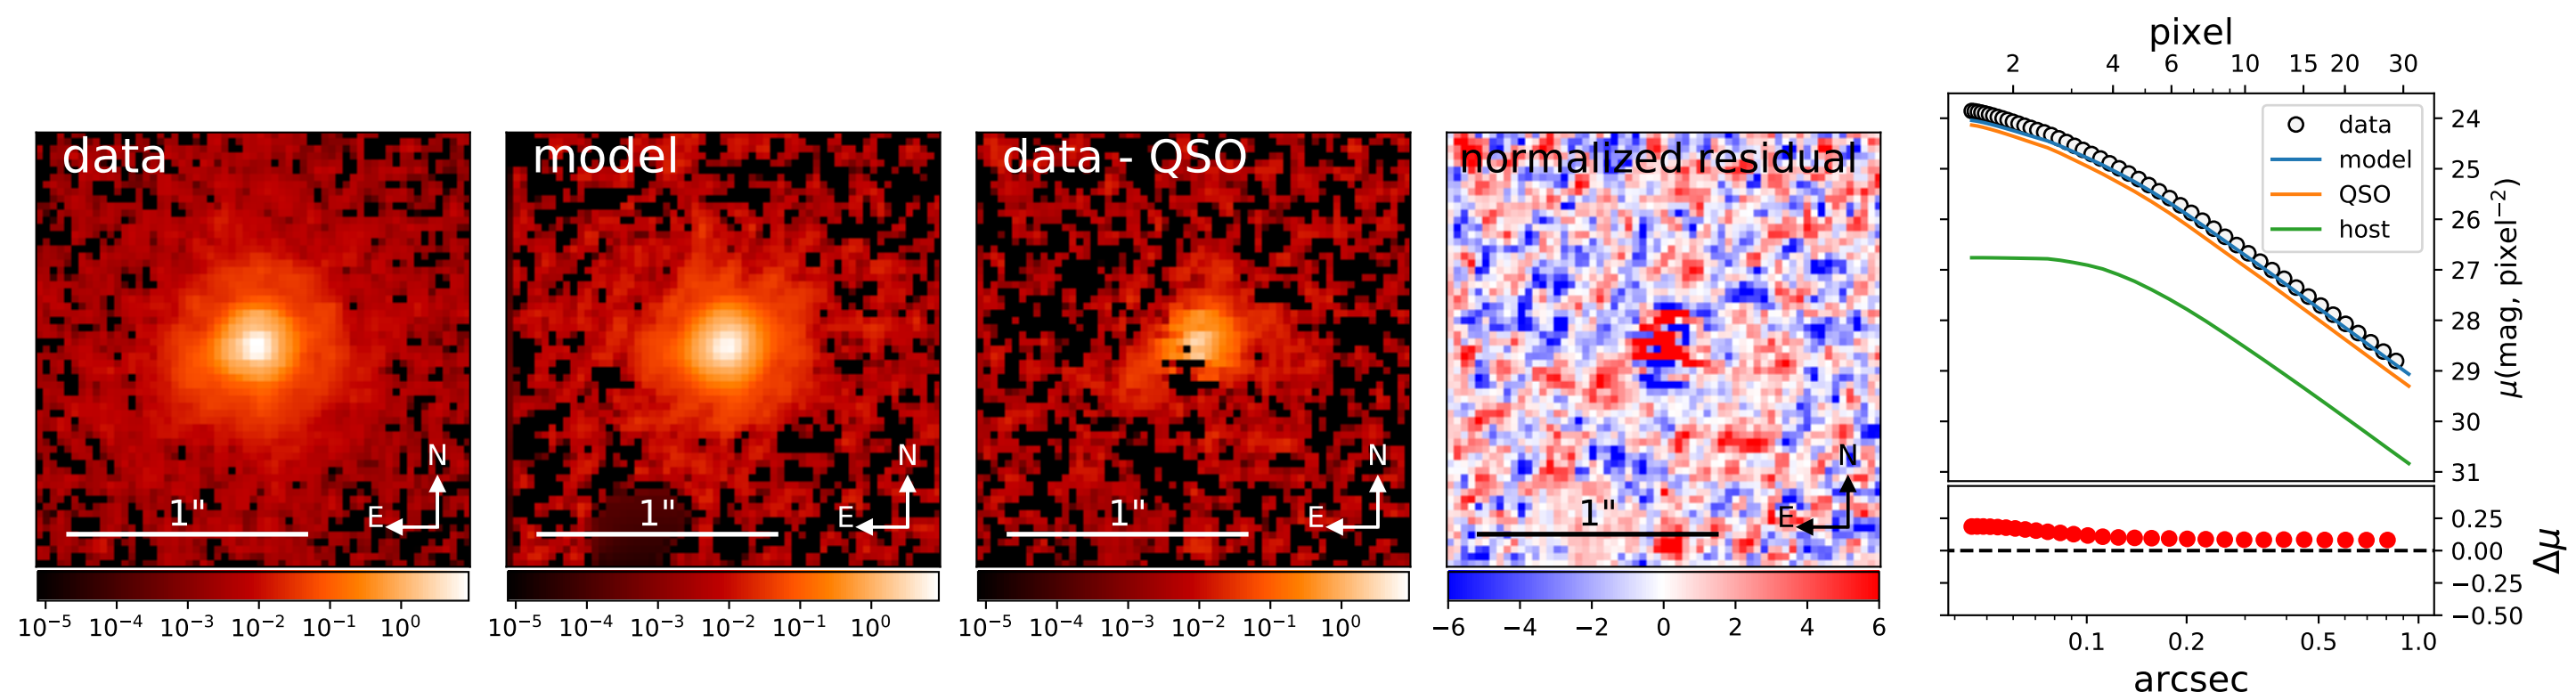 data
1"
N
E
10⁻⁵ 10⁻⁴ 10⁻³ 10⁻² 10⁻¹ 10⁰
model
1"
N
E
10⁻⁵ 10⁻⁴ 10⁻³ 10⁻² 10⁻¹ 10⁰
data - QSO
1"
N
E
10⁻⁵ 10⁻⁴ 10⁻³ 10⁻² 10⁻¹ 10⁰
normalized residual
1"
N
E
−6 −4 −2 0 2 4 6
pixel
2 4 6 10 15 20 30
data
model
QSO
host
24
25
26
27
28
29
30
31
μ(mag, pixel⁻²)
0.25
0.00
−0.25
−0.50
Δμ
0.1 0.2 0.5 1.0
arcsec